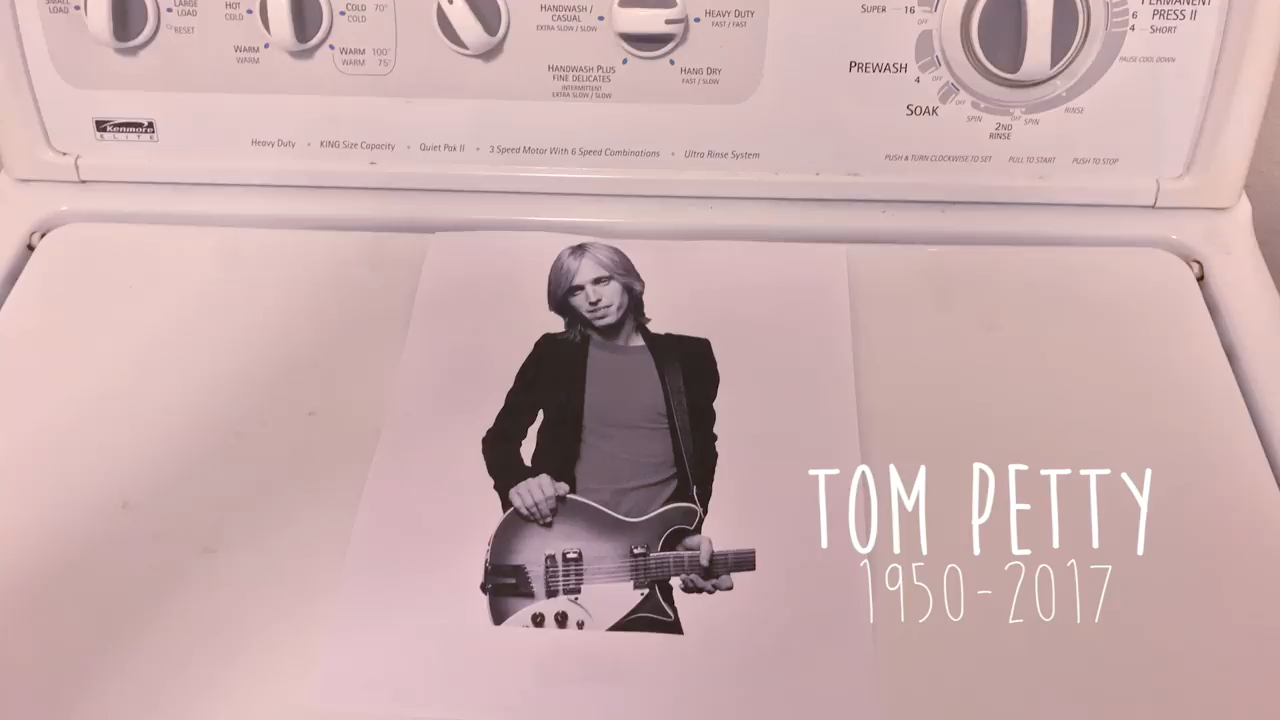 SMALL LOAD
LARGE LOAD
RESET
HOT COLD
COLD COLD 70°
WARM WARM
WARM 100°
WARM 75°
HANDWASH / CASUAL
EXTRA SLOW / SLOW
HEAVY DUTY
FAST / FAST
HANDWASH PLUS
FINE DELICATES
INTERMITTENT
EXTRA SLOW / SLOW
HANG DRY
FAST / SLOW
SUPER — 16
OFF
PREWASH
4
OFF
SOAK
OFF
SPIN
2ND RINSE
OFF
SPIN
RINSE
PERMANENT PRESS II
6
4 — SHORT
PAUSE COOL DOWN
PUSH & TURN CLOCKWISE TO SET PULL TO START PUSH TO STOP
Kenmore
ELITE
Heavy Duty • KING Size Capacity • Quiet Pak II • 3 Speed Motor With 6 Speed Combinations • Ultra Rinse System
TOM PETTY
1950-2017